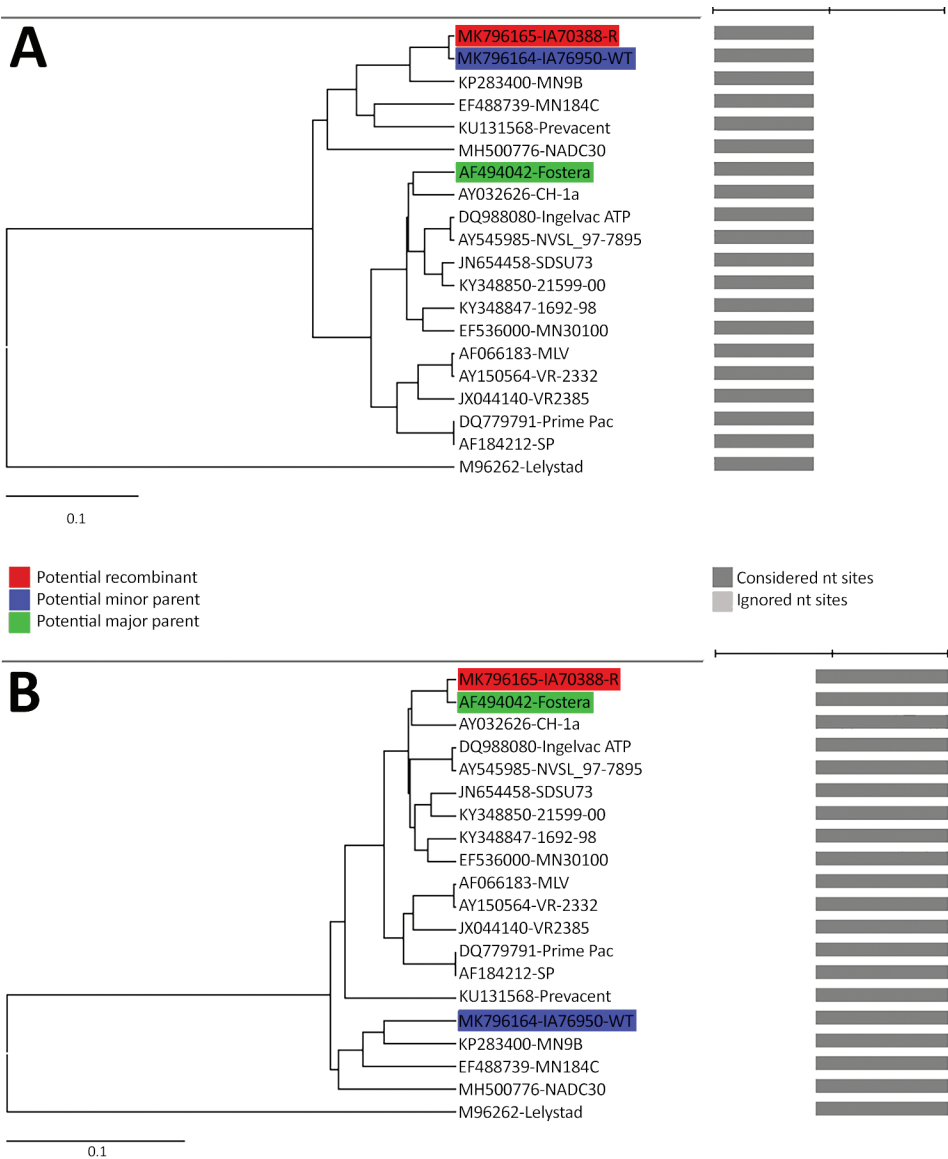 A
MK796165-IA70388-R
MK796164-IA76950-WT
KP283400-MN9B
EF488739-MN184C
KU131568-Prevacent
MH500776-NADC30
AF494042-Fostera
AY032626-CH-1a
DQ988080-Ingelvac ATP
AY545985-NVSL_97-7895
JN654458-SDSU73
KY348850-21599-00
KY348847-1692-98
EF536000-MN30100
AF066183-MLV
AY150564-VR-2332
JX044140-VR2385
DQ779791-Prime Pac
AF184212-SP
M96262-Lelystad
0.1
Potential recombinant
Potential minor parent
Potential major parent
Considered nt sites
Ignored nt sites
B
MK796165-IA70388-R
AF494042-Fostera
AY032626-CH-1a
DQ988080-Ingelvac ATP
AY545985-NVSL_97-7895
JN654458-SDSU73
KY348850-21599-00
KY348847-1692-98
EF536000-MN30100
AF066183-MLV
AY150564-VR-2332
JX044140-VR2385
DQ779791-Prime Pac
AF184212-SP
KU131568-Prevacent
MK796164-IA76950-WT
KP283400-MN9B
EF488739-MN184C
MH500776-NADC30
M96262-Lelystad
0.1